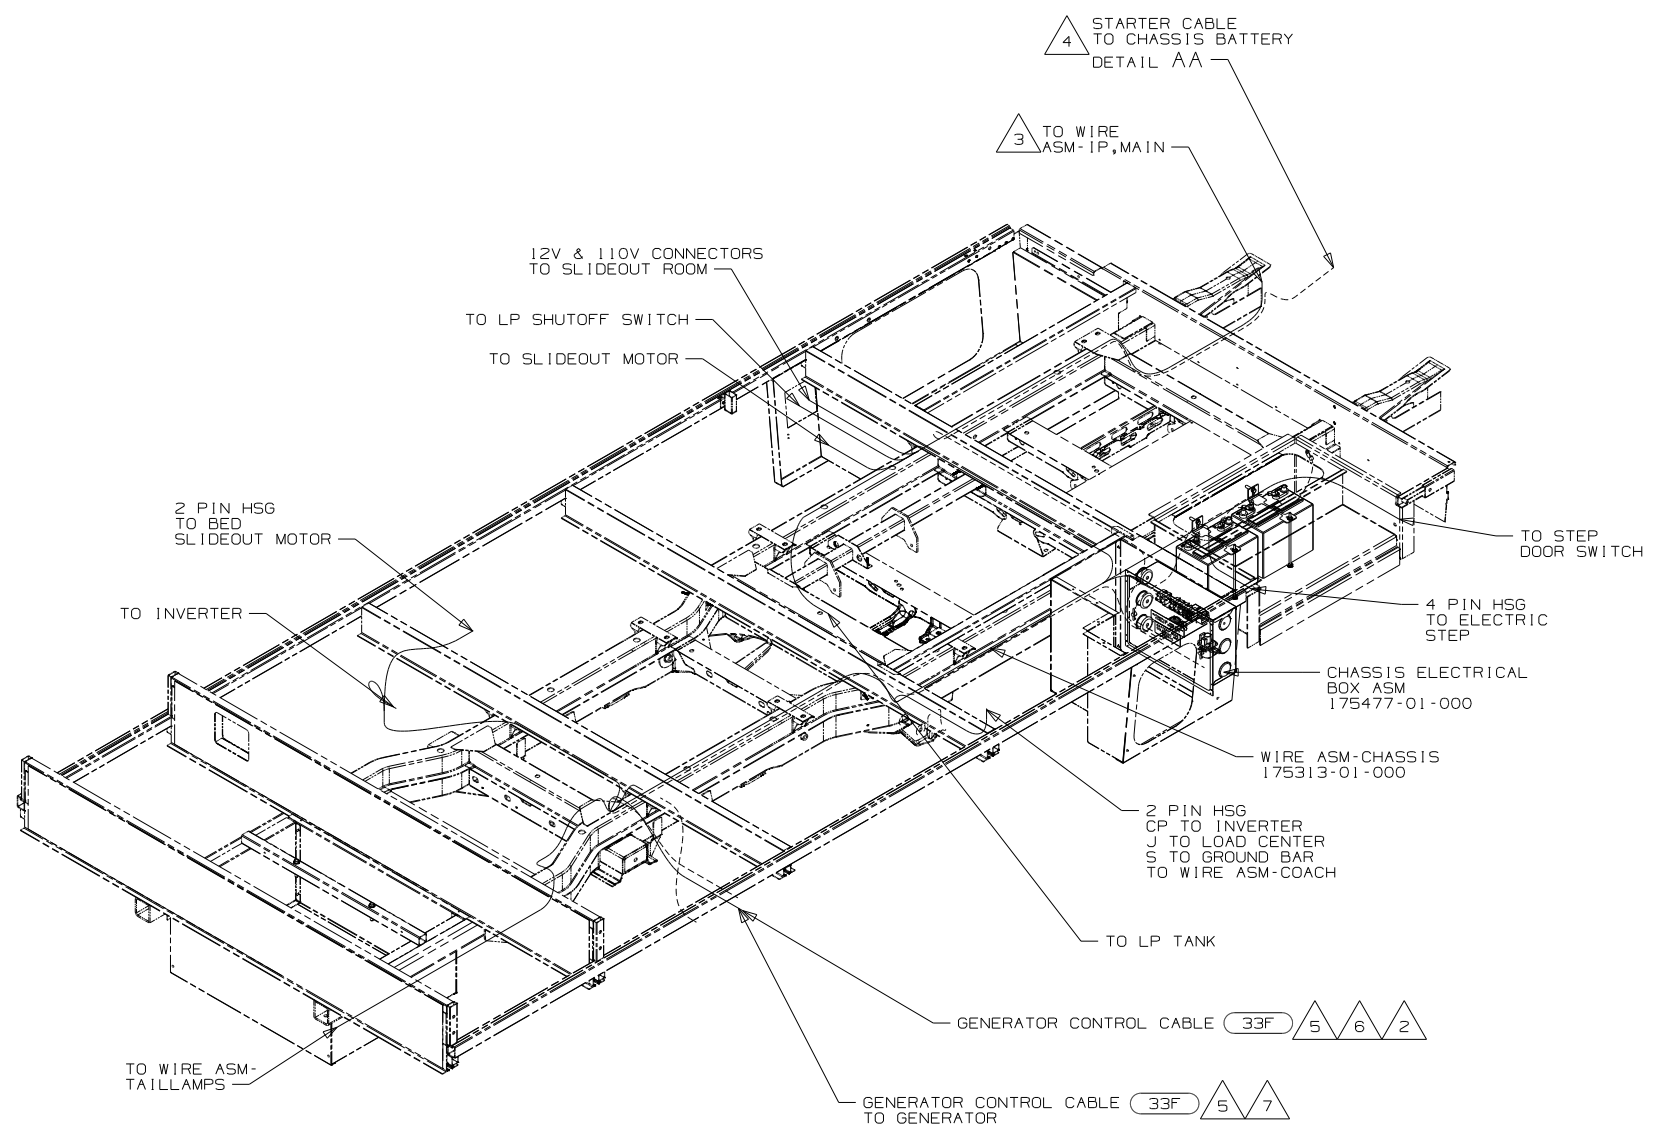 4
STARTER CABLE
TO CHASSIS BATTERY
DETAIL AA
3
TO WIRE
ASM-IP,MAIN
12V & 110V CONNECTORS
TO SLIDEOUT ROOM
TO LP SHUTOFF SWITCH
TO SLIDEOUT MOTOR
2 PIN HSG
TO BED
SLIDEOUT MOTOR
TO STEP
DOOR SWITCH
TO INVERTER
4 PIN HSG
TO ELECTRIC
STEP
CHASSIS ELECTRICAL
BOX ASM
175477-01-000
WIRE ASM-CHASSIS
175313-01-000
2 PIN HSG
CP TO INVERTER
J TO LOAD CENTER
S TO GROUND BAR
TO WIRE ASM-COACH
TO LP TANK
GENERATOR CONTROL CABLE 33F 5 6 2
TO WIRE ASM-
TAILLAMPS
GENERATOR CONTROL CABLE 33F 5 7
TO GENERATOR